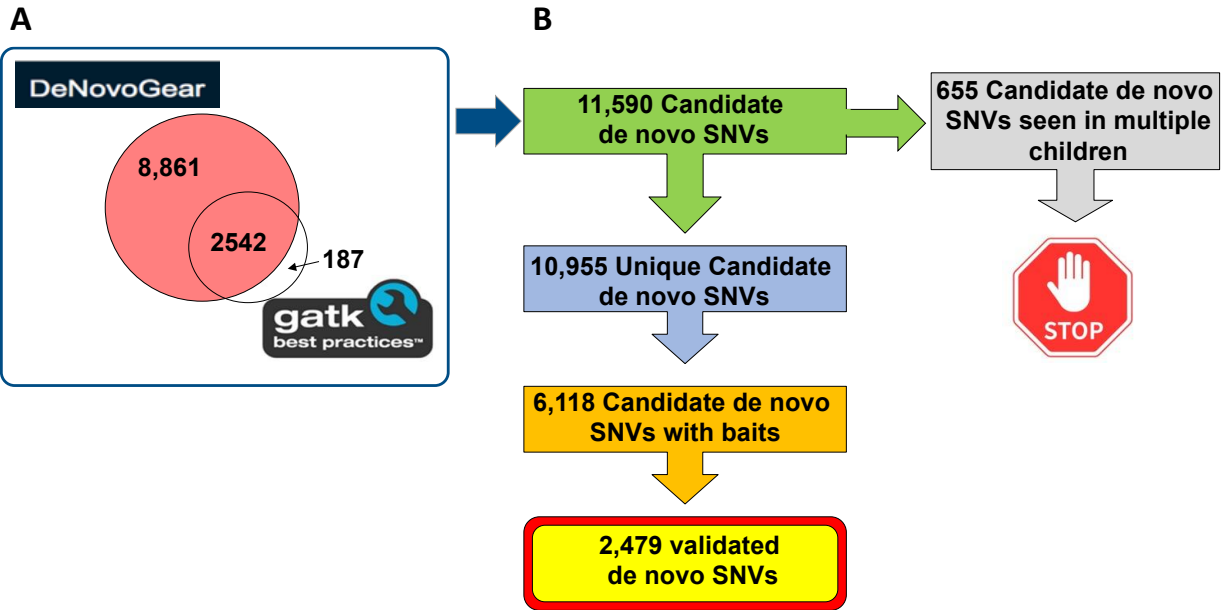 A
DeNovoGear
8,861
2542
187
gatk
best practices™
B
11,590 Candidate
de novo SNVs
655 Candidate de novo
SNVs seen in multiple
children
STOP
10,955 Unique Candidate
de novo SNVs
6,118 Candidate de novo
SNVs with baits
2,479 validated
de novo SNVs